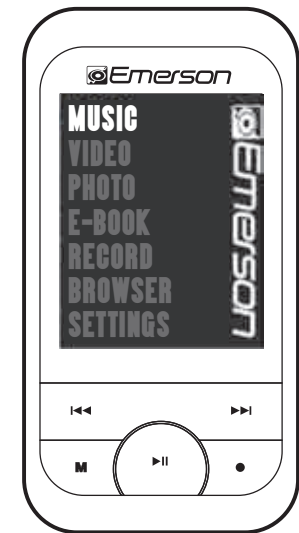 Emerson
MUSIC
VIDEO
PHOTO
E-BOOK
RECORD
BROWSER
SETTINGS
Emerson
M